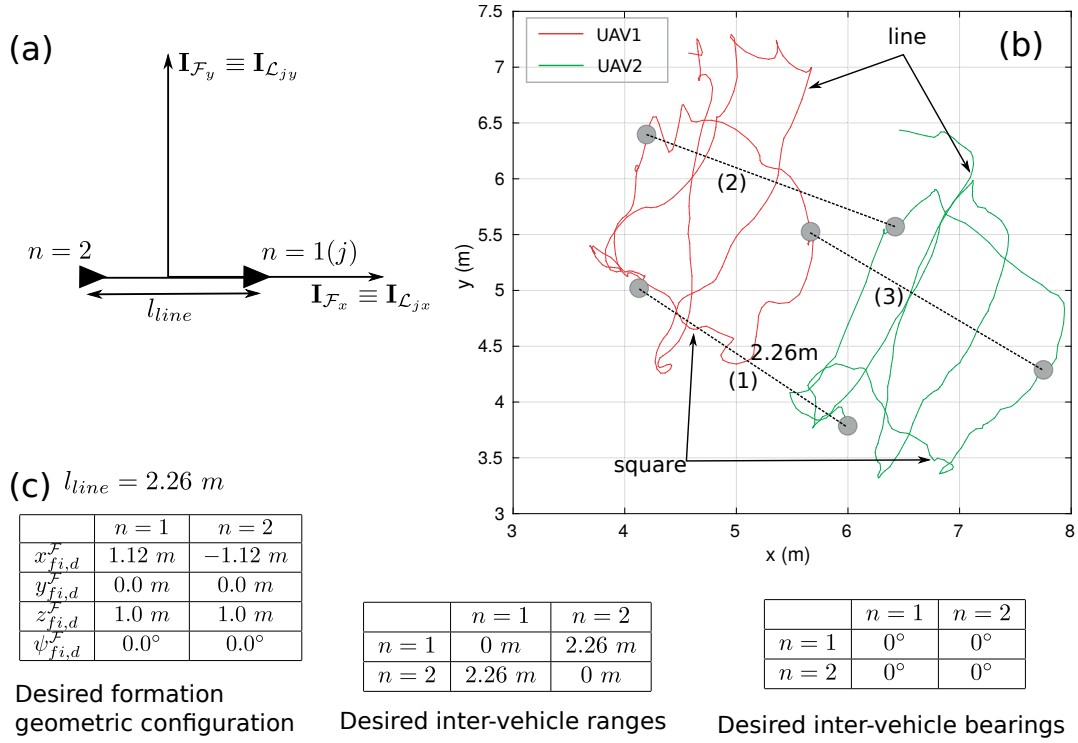 (a)
I_{F_y} ≡ I_{L_{jy}}
n = 2
n = 1(j)
I_{F_x} ≡ I_{L_{jx}}
l_{line}
(b)
UAV1
UAV2
line
7.5
7
6.5
6
5.5
5
4.5
4
3.5
3
y (m)
(2)
(3)
2.26m
(1)
square
3 4 5 6 7 8
x (m)
(c) l_{line} = 2.26 m
n = 1 n = 2
x^F_{fi,d} 1.12 m −1.12 m
y^F_{fi,d} 0.0 m 0.0 m
z^F_{fi,d} 1.0 m 1.0 m
ψ^F_{fi,d} 0.0° 0.0°
Desired formation
geometric configuration
n = 1 n = 2
n = 1 0 m 2.26 m
n = 2 2.26 m 0 m
Desired inter-vehicle ranges
n = 1 n = 2
n = 1 0° 0°
n = 2 0° 0°
Desired inter-vehicle bearings